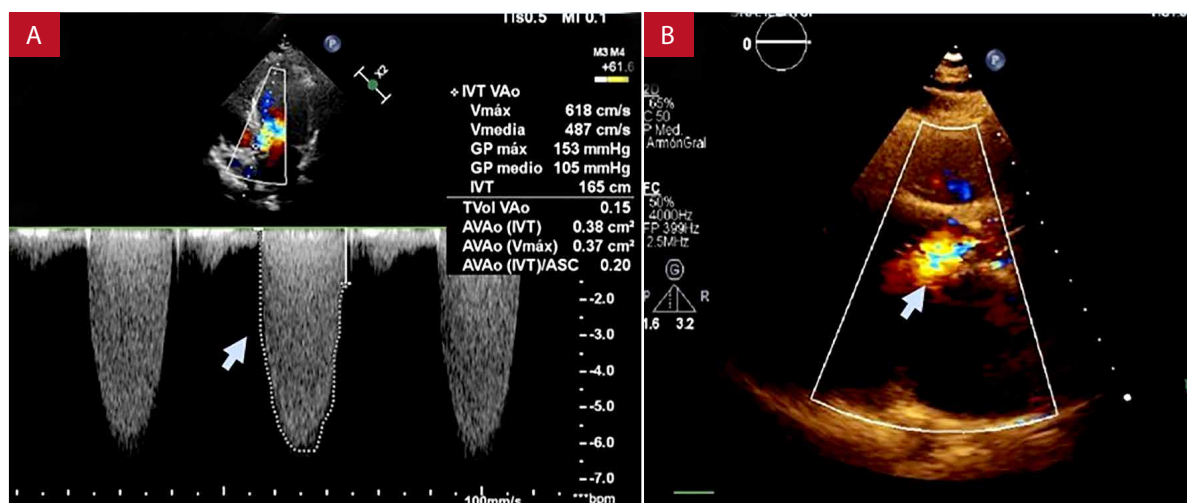 A
TIs0.5 MI 0.1
P
X2
M3 M4
+61.6
IVT VAo
Vmáx 618 cm/s
Vmedia 487 cm/s
GP máx 153 mmHg
GP medio 105 mmHg
IVT 165 cm
TVol VAo 0.15
AVAo (IVT) 0.38 cm²
AVAo (Vmáx) 0.37 cm²
AVAo (IVT)/ASC 0.20
-2.0
-3.0
-4.0
-5.0
-6.0
-7.0
100mm/s
***bpm
B
0
P
2D
65%
C 50
P Med.
ArmónGral
FC
50%
4000Hz
FP 399Hz
2.5MHz
G
P R
1.6 3.2